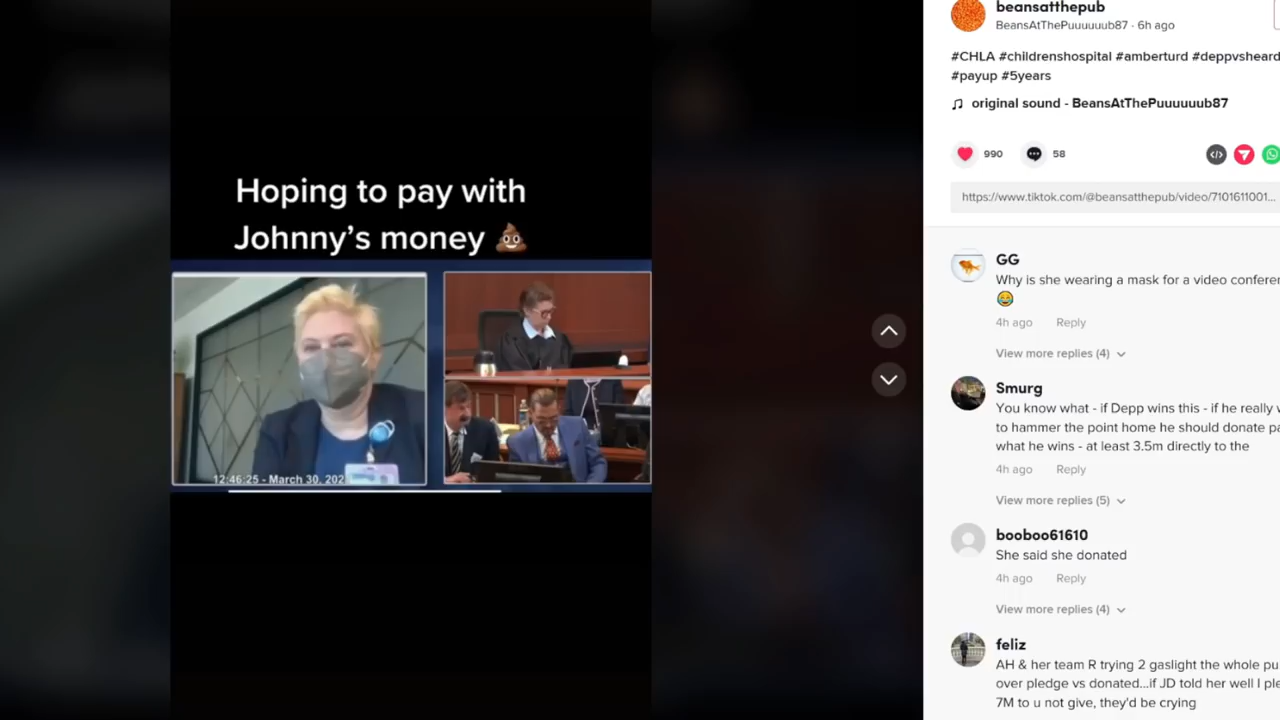 Hoping to pay with
Johnny's money 💩
12:46:25 - March 30, 202
beansatthepub
BeansAtThePuuuuuub87 · 6h ago
#CHLA #childrenshospital #amberturd #deppvsheard
#payup #5years
original sound - BeansAtThePuuuuuub87
990
58
https://www.tiktok.com/@beansatthepub/video/7101611001...
GG
Why is she wearing a mask for a video conferen
😂
4h ago Reply
View more replies (4)
Smurg
You know what - if Depp wins this - if he really w
to hammer the point home he should donate pa
what he wins - at least 3.5m directly to the
4h ago Reply
View more replies (5)
booboo61610
She said she donated
4h ago Reply
View more replies (4)
feliz
AH & her team R trying 2 gaslight the whole pu
over pledge vs donated...if JD told her well I ple
7M to u not give, they'd be crying